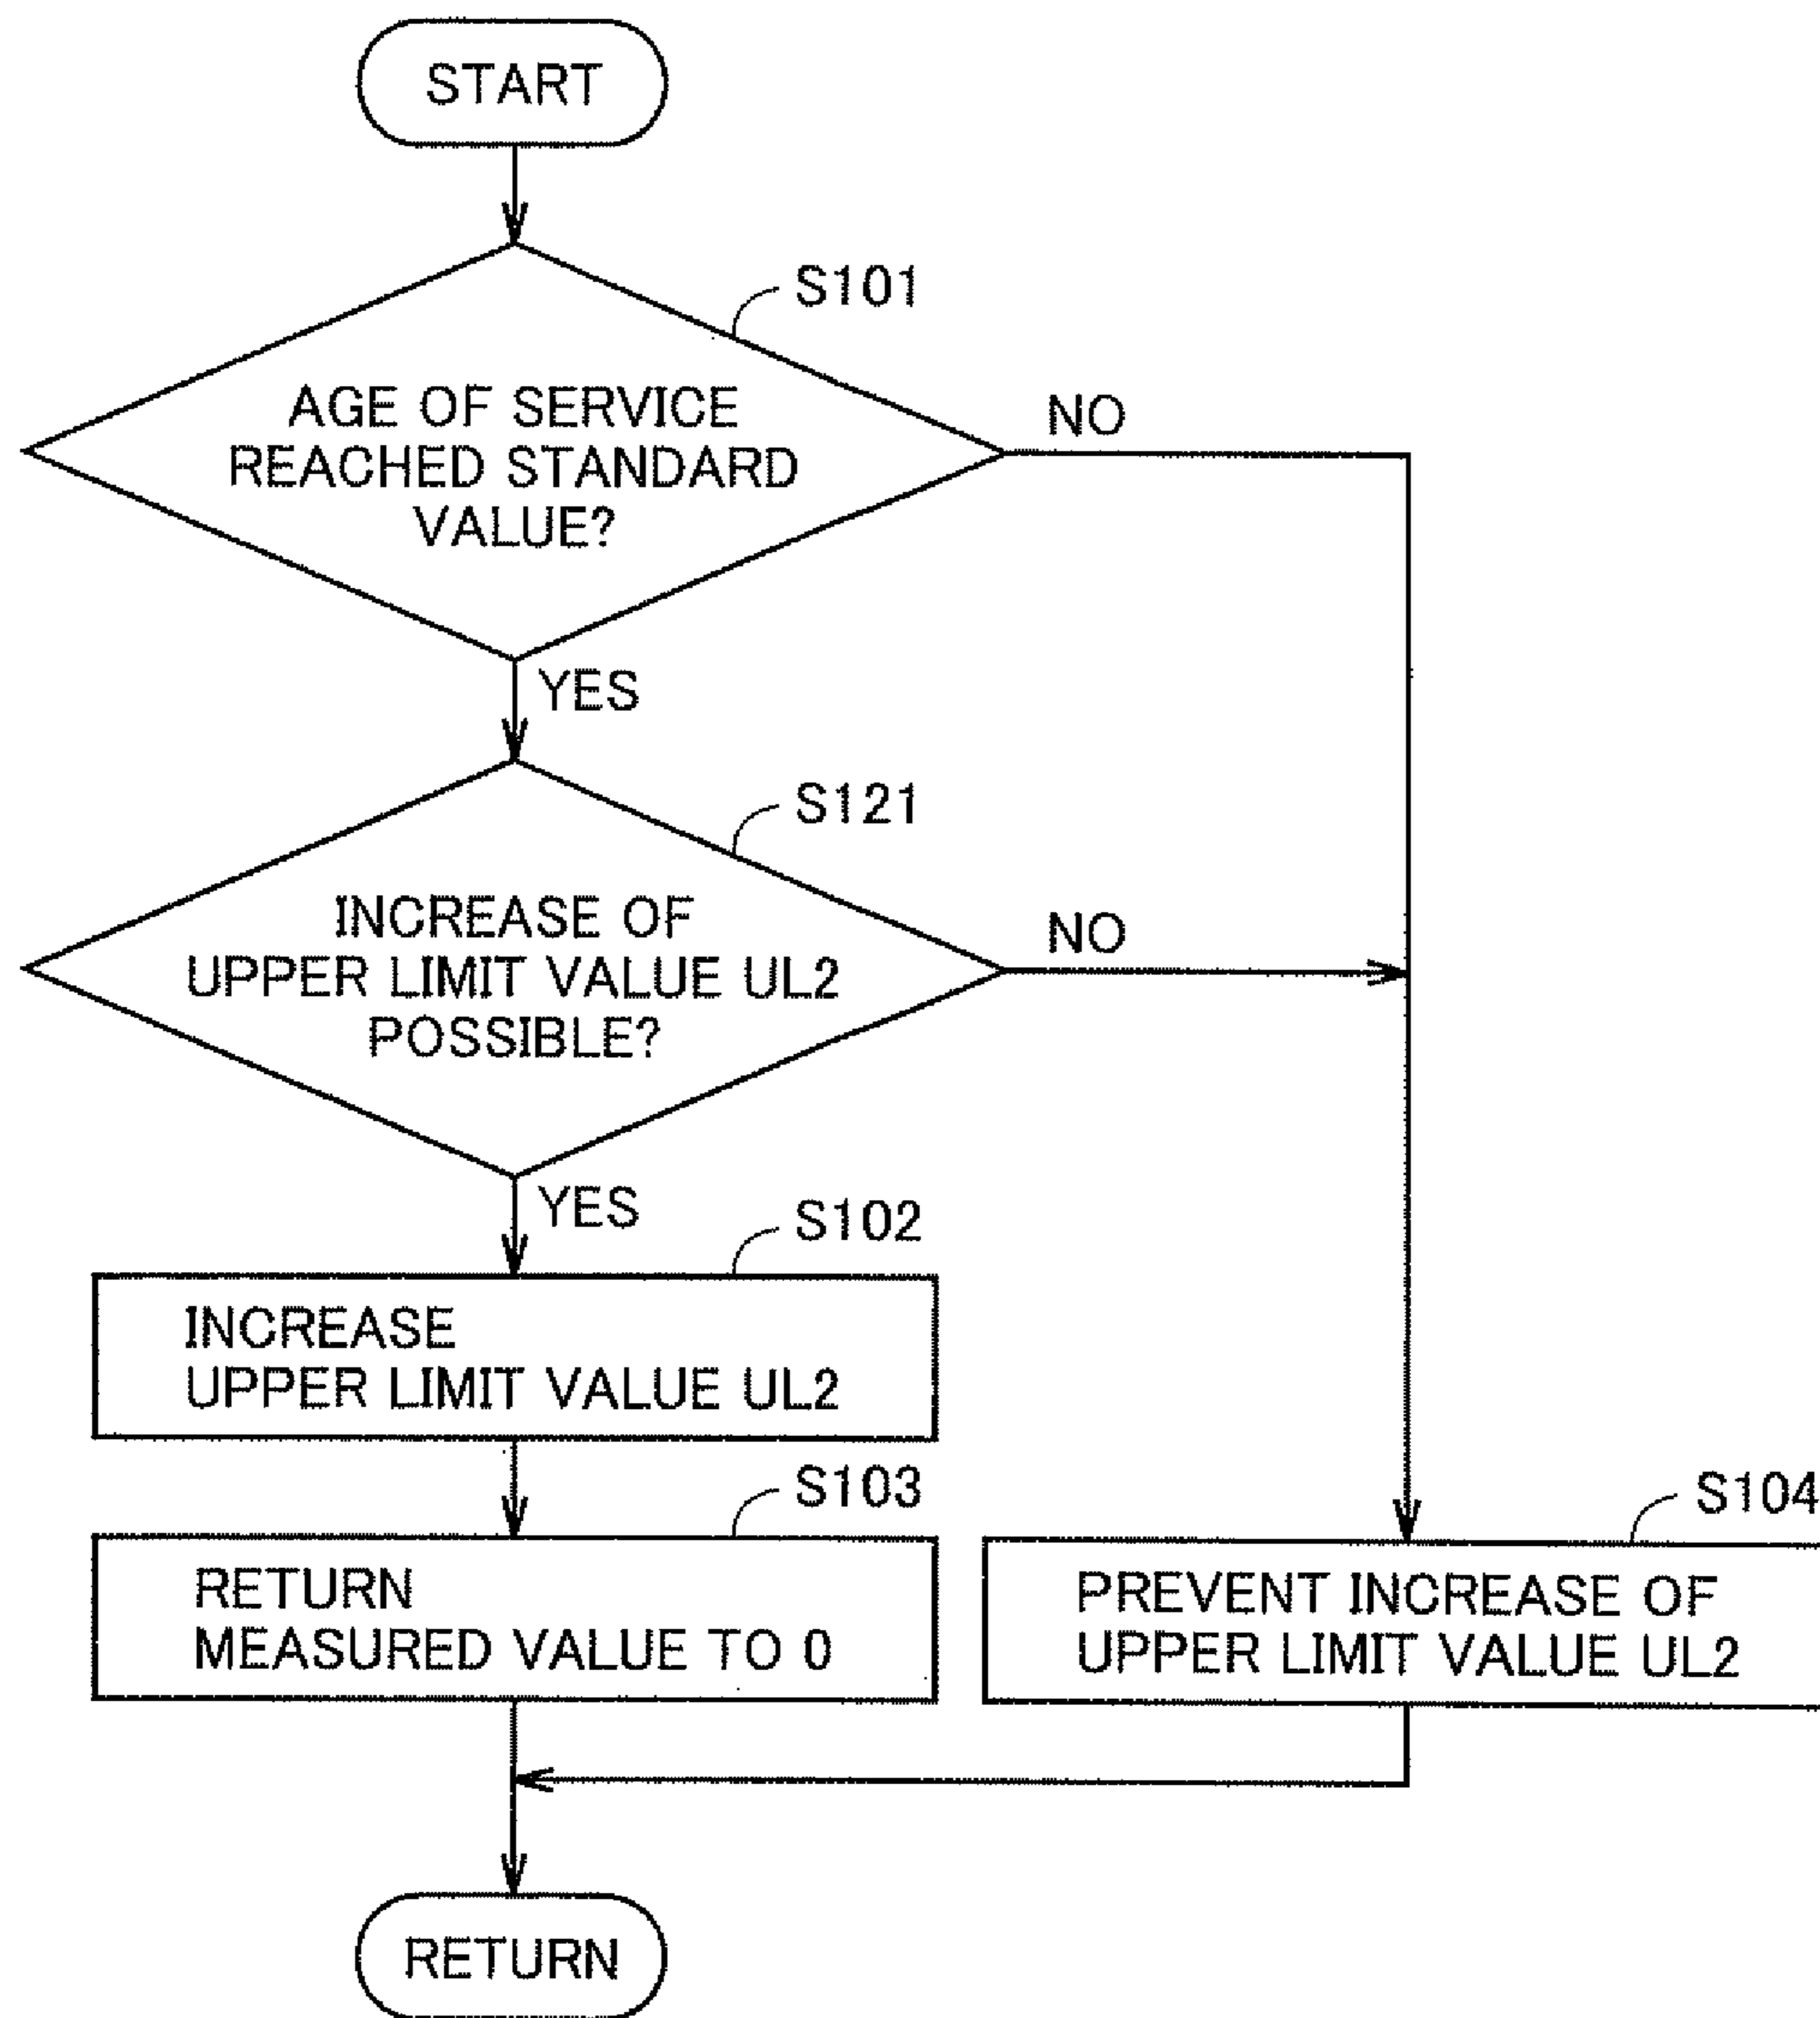 START
S101
AGE OF SERVICE
REACHED STANDARD
VALUE?
NO
YES
S121
INCREASE OF
UPPER LIMIT VALUE UL2
POSSIBLE?
NO
YES
S102
INCREASE
UPPER LIMIT VALUE UL2
S103
RETURN
MEASURED VALUE TO 0
S104
PREVENT INCREASE OF
UPPER LIMIT VALUE UL2
RETURN